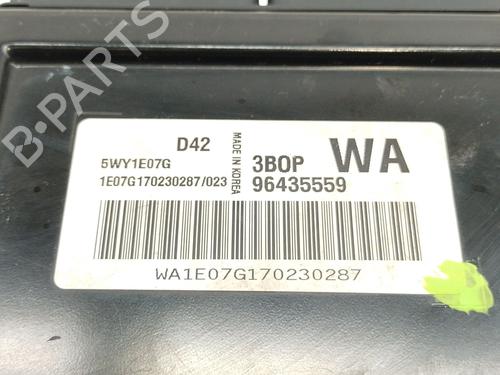 B-PARTS
D42
5WY1E07G
1E07G170230287/023
MADE IN KOREA
3BOP WA
96435559
WA1E07G170230287